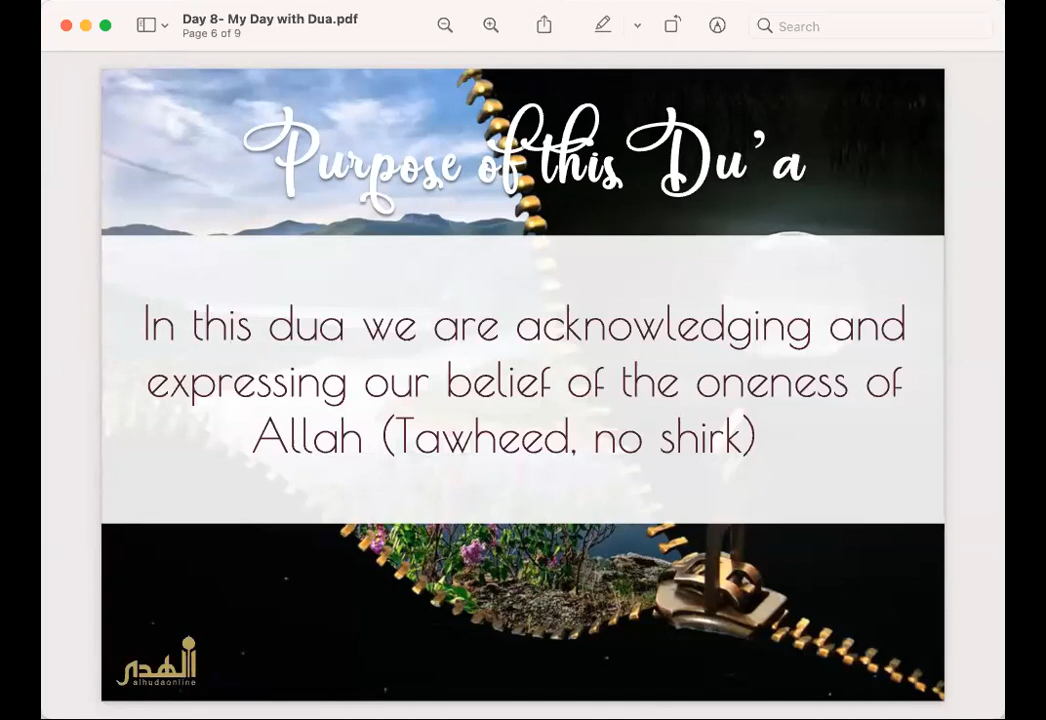 Day 8- My Day with Dua.pdf
Page 6 of 9
Search
Purpose of this Du'a
In this dua we are acknowledging and
expressing our belief of the oneness of
Allah (Tawheed, no shirk)
الهدى
alhudaonline